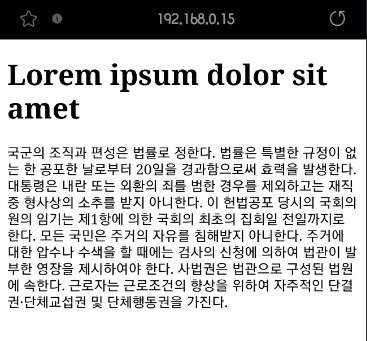 192.168.0.15
Lorem ipsum dolor sit
amet
국군의 조직과 편성은 법률로 정한다. 법률은 특별한 규정이 없
는 한 공포한 날로부터 20일을 경과함으로써 효력을 발생한다.
대통령은 내란 또는 외환의 죄를 범한 경우를 제외하고는 재직
중 형사상의 소추를 받지 아니한다. 이 헌법공포 당시의 국회의
원의 임기는 제1항에 의한 국회의 최초의 집회일 전일까지로
한다. 모든 국민은 주거의 자유를 침해받지 아니한다. 주거에
대한 압수나 수색을 할 때에는 검사의 신청에 의하여 법관이 발
부한 영장을 제시하여야 한다. 사법권은 법관으로 구성된 법원
에 속한다. 근로자는 근로조건의 향상을 위하여 자주적인 단결
권·단체교섭권 및 단체행동권을 가진다.